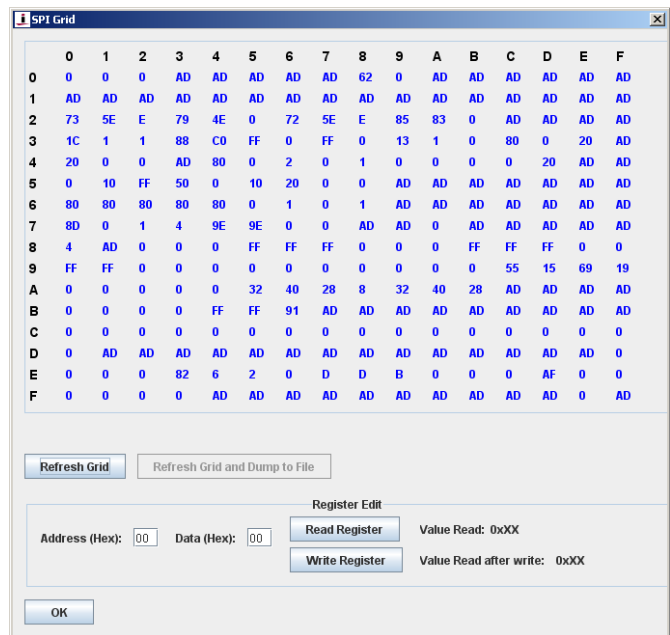 SPI Grid
0 1 2 3 4 5 6 7 8 9 A B C D E F
0 0 0 0 AD AD AD AD AD 62 0 AD AD AD AD AD AD
1 AD AD AD AD AD AD AD AD AD AD AD AD AD AD AD AD
2 73 5E E 79 4E 0 72 5E E 85 83 0 AD AD AD AD
3 1C 1 1 88 C0 FF 0 FF 0 13 1 0 80 0 20 AD
4 20 0 0 AD 80 0 2 0 1 0 0 0 0 20 AD AD
5 0 10 FF 50 0 10 20 0 0 AD AD AD AD AD AD AD
6 80 80 80 80 80 0 1 0 1 AD AD AD AD AD AD AD
7 8D 0 1 4 9E 9E 0 0 AD AD 0 AD AD AD AD AD
8 4 AD 0 0 0 FF FF FF 0 0 0 FF FF FF 0 0
9 FF FF 0 0 0 0 0 0 0 0 0 0 55 15 69 19
A 0 0 0 0 0 32 40 28 8 32 40 28 AD AD AD AD
B 0 0 0 0 FF FF 91 AD AD AD AD AD AD AD AD AD
C 0 0 0 0 0 0 0 0 0 0 0 0 0 0 0 0
D 0 AD AD AD AD AD AD AD AD AD AD AD AD AD AD 0
E 0 0 0 82 6 2 0 D D B 0 0 0 AF 0 0
F 0 0 0 0 AD AD AD AD AD AD AD AD AD AD 0 AD
Refresh Grid Refresh Grid and Dump to File
Register Edit
Address (Hex): 00 Data (Hex): 00 Read Register Value Read: 0xXX
Write Register Value Read after write: 0xXX
OK